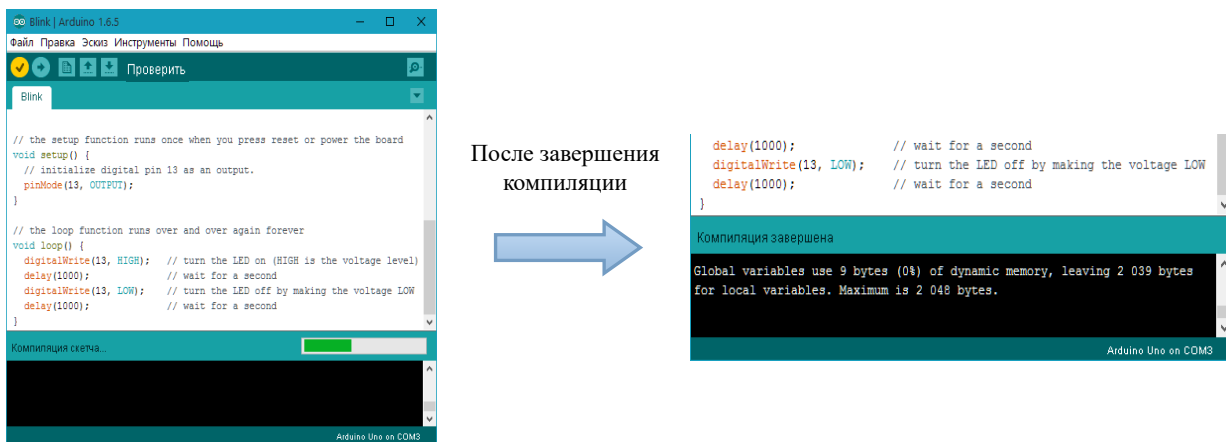 Blink | Arduino 1.6.5
Файл Правка Эскиз Инструменты Помощь
Проверить
Blink
// the setup function runs once when you press reset or power the board
void setup() {
// initialize digital pin 13 as an output.
pinMode(13, OUTPUT);
}
// the loop function runs over and over again forever
void loop() {
digitalWrite(13, HIGH); // turn the LED on (HIGH is the voltage level)
delay(1000); // wait for a second
digitalWrite(13, LOW); // turn the LED off by making the voltage LOW
delay(1000); // wait for a second
}
Компиляция скетча...
Arduino Uno on COM3
После завершения
компиляции
delay(1000); // wait for a second
digitalWrite(13, LOW); // turn the LED off by making the voltage LOW
delay(1000); // wait for a second
}
Компиляция завершена
Global variables use 9 bytes (0%) of dynamic memory, leaving 2 039 bytes
for local variables. Maximum is 2 048 bytes.
Arduino Uno on COM3